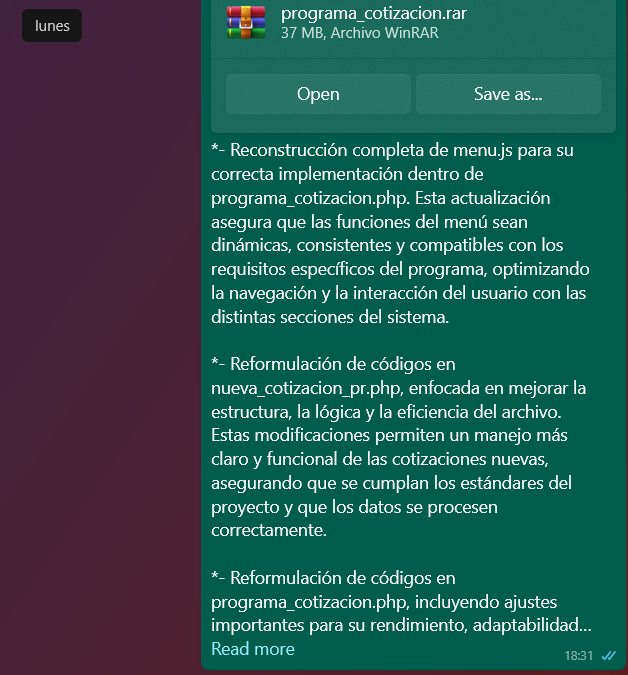 lunes
programa_cotizacion.rar
37 MB, Archivo WinRAR
Open
Save as...
*- Reconstrucción completa de menu.js para su
correcta implementación dentro de
programa_cotizacion.php. Esta actualización
asegura que las funciones del menú sean
dinámicas, consistentes y compatibles con los
requisitos específicos del programa, optimizando
la navegación y la interacción del usuario con las
distintas secciones del sistema.
*- Reformulación de códigos en
nueva_cotizacion_pr.php, enfocada en mejorar la
estructura, la lógica y la eficiencia del archivo.
Estas modificaciones permiten un manejo más
claro y funcional de las cotizaciones nuevas,
asegurando que se cumplan los estándares del
proyecto y que los datos se procesen
correctamente.
*- Reformulación de códigos en
programa_cotizacion.php, incluyendo ajustes
importantes para su rendimiento, adaptabilidad...
Read more
18:31